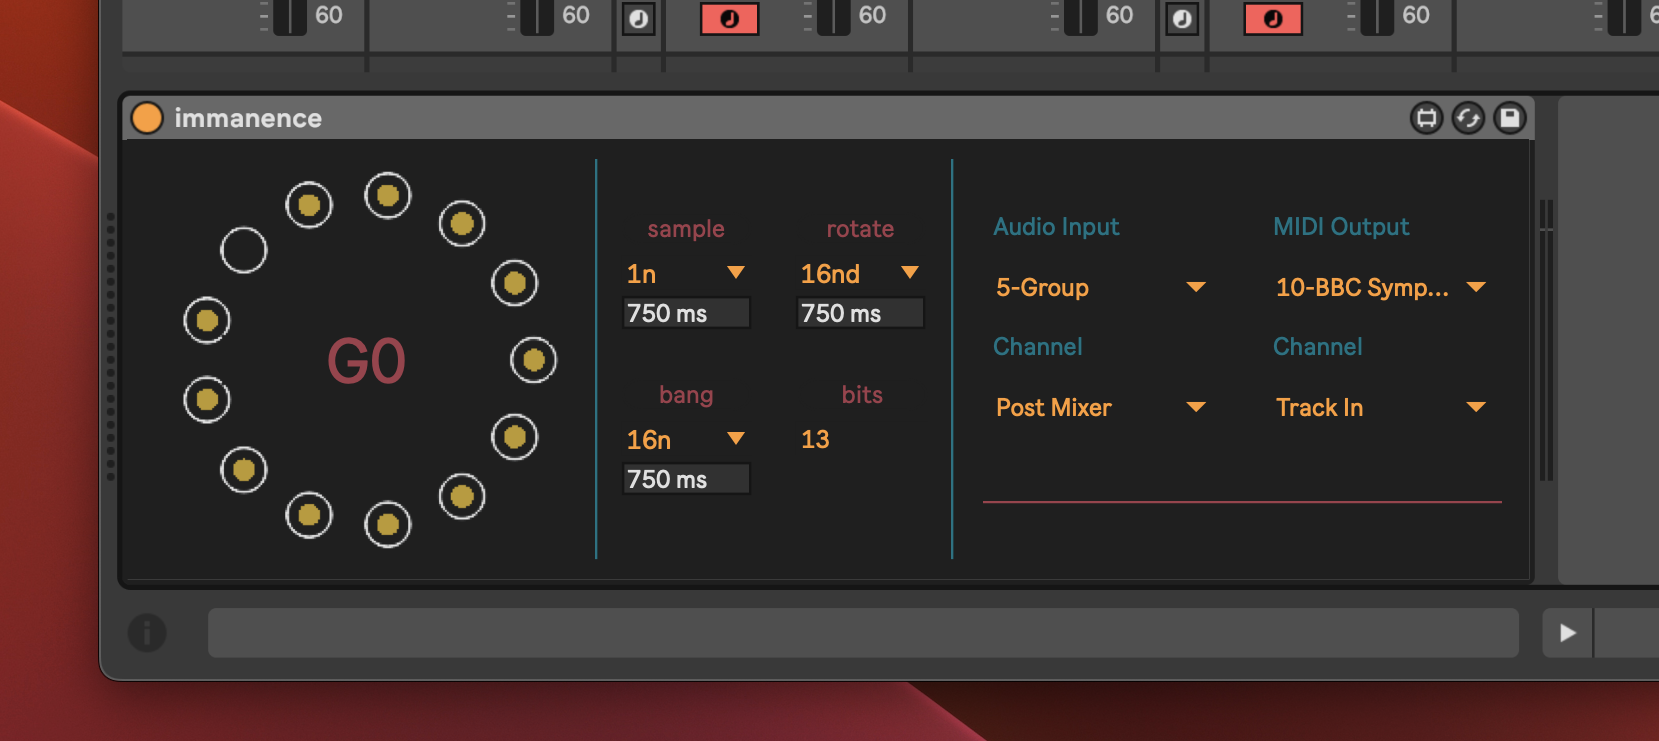 60 60 60 60 60
immanence
G0
sample rotate
1n 16nd
750 ms 750 ms
bang bits
16n 13
750 ms
Audio Input MIDI Output
5-Group 10-BBC Symp...
Channel Channel
Post Mixer Track In